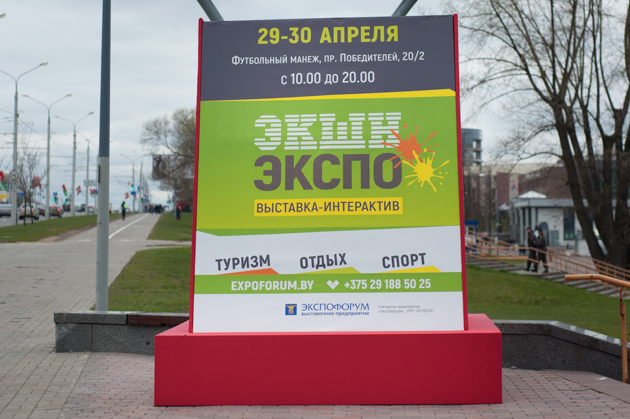 29-30 АПРЕЛЯ
ФУТБОЛЬНЫЙ МАНЕЖ, ПР. ПОБЕДИТЕЛЕЙ, 20/2
С 10.00 ДО 20.00
ЭКШН
ЭКСПО
ВЫСТАВКА-ИНТЕРАКТИВ
ТУРИЗМ ОТДЫХ СПОРТ
EXPOFORUM.BY +375 29 188 50 25
ЭКСПОФОРУМ
выставочное предприятие